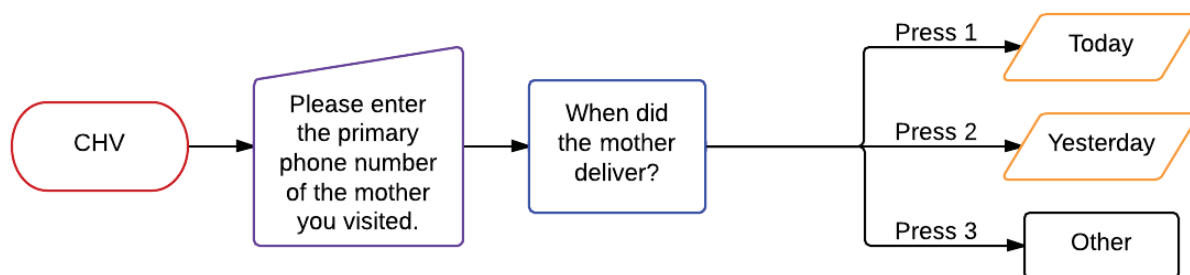 CHV
Please enter
the primary
phone number
of the mother
you visited.
When did
the mother
deliver?
Press 1
Today
Press 2
Yesterday
Press 3
Other